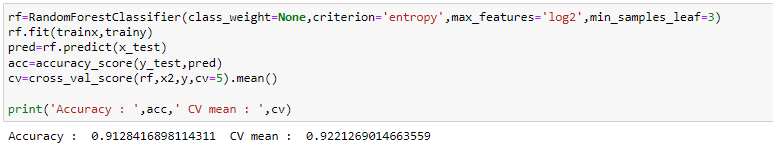 rf=RandomForestClassifier(class_weight=None,criterion='entropy',max_features='log2',min_samples_leaf=3)
rf.fit(trainx,trainy)
pred=rf.predict(x_test)
acc=accuracy_score(y_test,pred)
cv=cross_val_score(rf,x2,y,cv=5).mean()
print('Accuracy : ',acc,' CV mean : ',cv)
Accuracy :  0.9128416898114311  CV mean :  0.9221269014663559